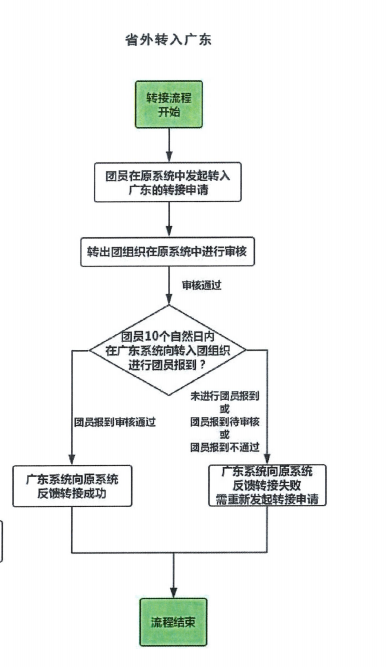 省外转入广东
转接流程
开始
团员在原系统中发起转入
广东的转接申请
转出团组织在原系统中进行审核
审核通过
团员10个自然日内
在广东系统向转入团组织
进行团员报到？
团员报到审核通过
未进行团员报到
或
团员报到待审核
或
团员报到不通过
广东系统向原系统
反馈转接成功
广东系统向原系统
反馈转接失败
需重新发起转接申请
流程结束